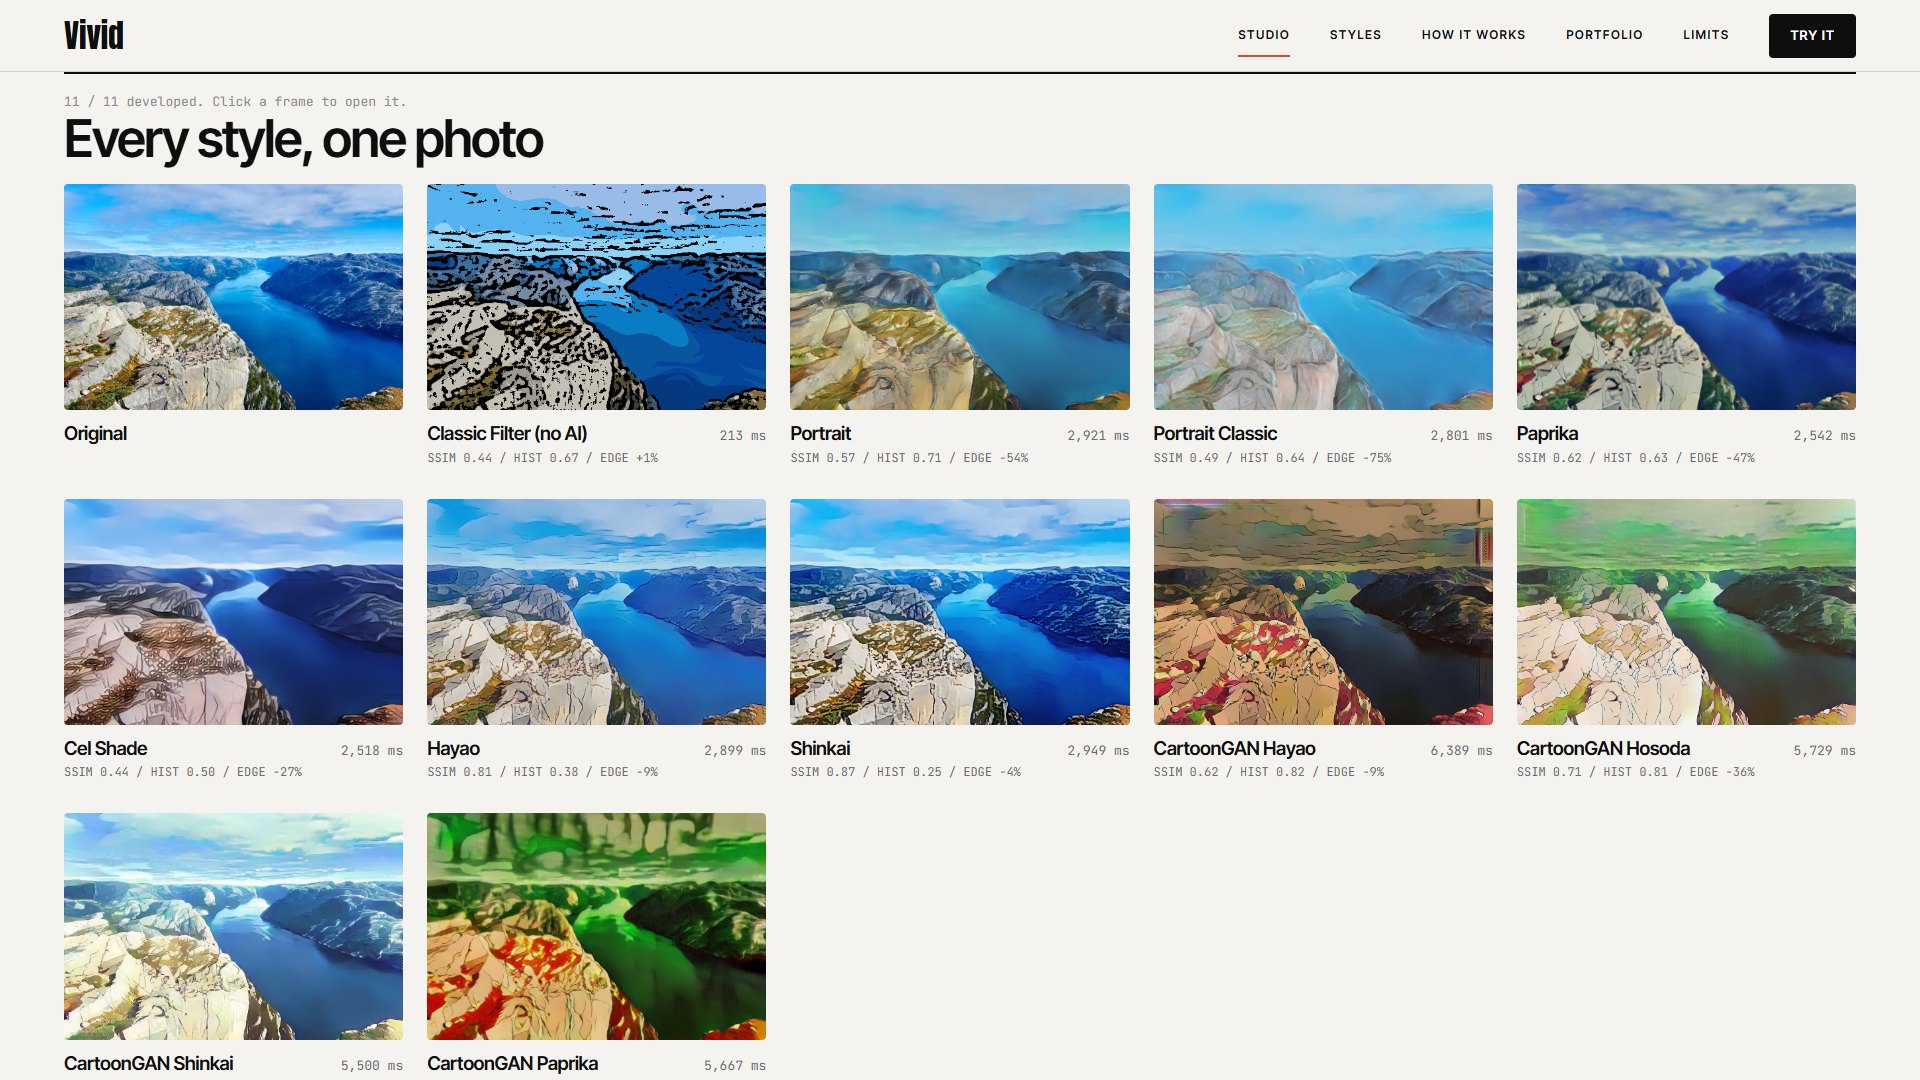 Vivid
STUDIO STYLES HOW IT WORKS PORTFOLIO LIMITS TRY IT
11 / 11 developed. Click a frame to open it.
Every style, one photo
Original
Classic Filter (no AI) 213 ms
SSIM 0.44 / HIST 0.67 / EDGE +1%
Portrait 2,921 ms
SSIM 0.57 / HIST 0.71 / EDGE -54%
Portrait Classic 2,801 ms
SSIM 0.49 / HIST 0.64 / EDGE -75%
Paprika 2,542 ms
SSIM 0.62 / HIST 0.63 / EDGE -47%
Cel Shade 2,518 ms
SSIM 0.44 / HIST 0.50 / EDGE -27%
Hayao 2,899 ms
SSIM 0.81 / HIST 0.38 / EDGE -9%
Shinkai 2,949 ms
SSIM 0.87 / HIST 0.25 / EDGE -4%
CartoonGAN Hayao 6,389 ms
SSIM 0.62 / HIST 0.82 / EDGE -9%
CartoonGAN Hosoda 5,729 ms
SSIM 0.71 / HIST 0.81 / EDGE -36%
CartoonGAN Shinkai 5,500 ms
CartoonGAN Paprika 5,667 ms